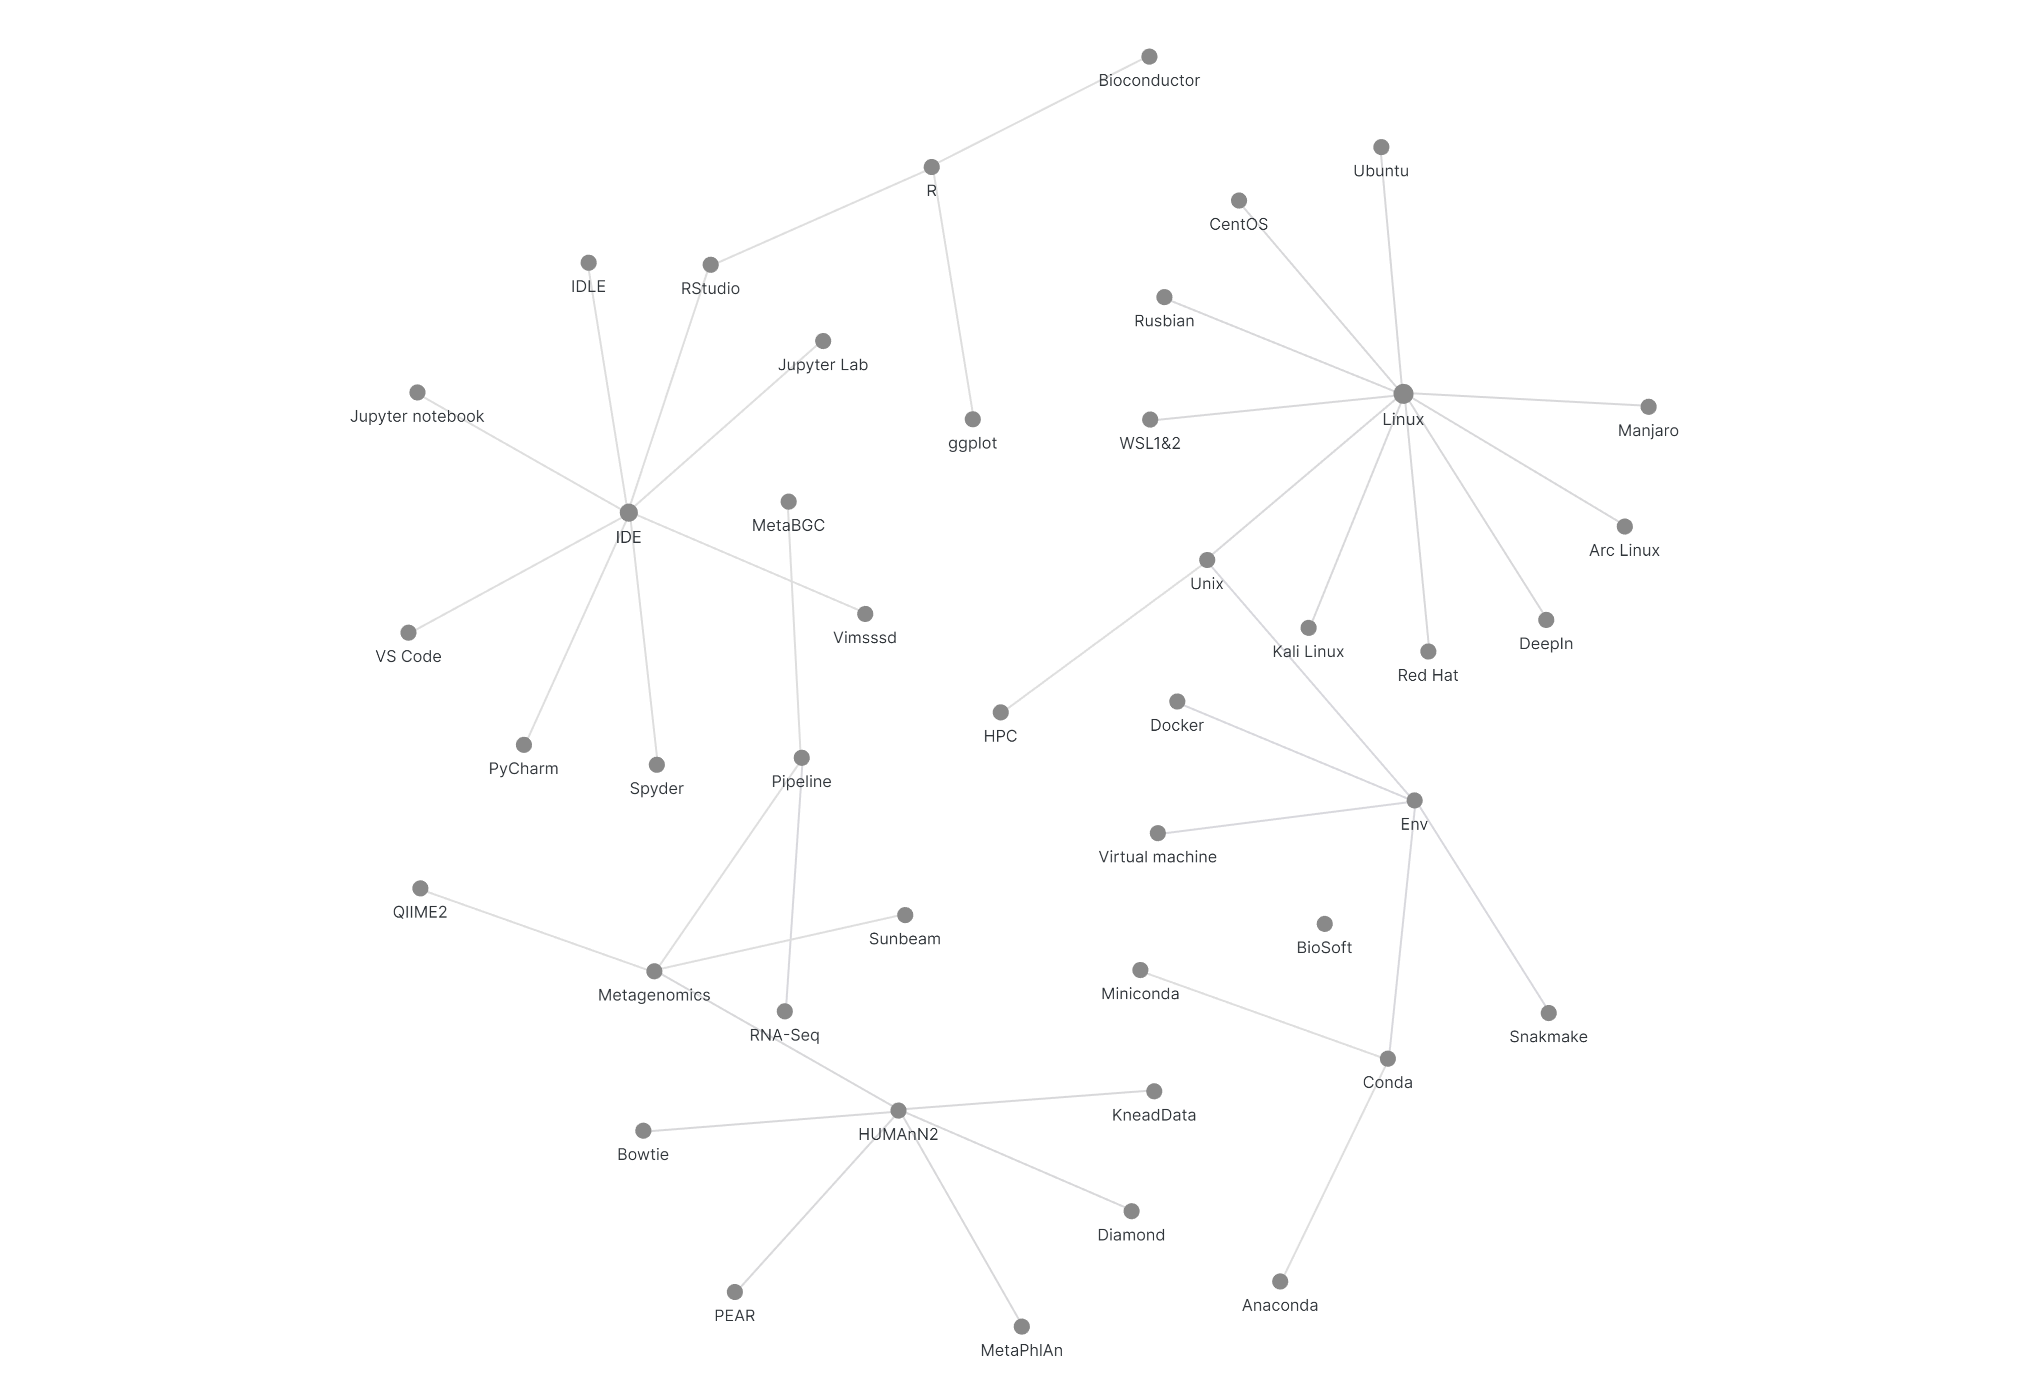 Bioconductor
Ubuntu
R
CentOS
IDLE
RStudio
Rusbian
Jupyter Lab
Jupyter notebook
Linux
Manjaro
ggplot
WSL1&2
MetaBGC
IDE
Arc Linux
Unix
Vimsssd
DeepIn
Kali Linux
VS Code
Red Hat
Docker
HPC
PyCharm
Pipeline
Spyder
Env
Virtual machine
QIIME2
Sunbeam
BioSoft
Miniconda
Metagenomics
RNA-Seq
Snakmake
Conda
KneadData
HUMAnN2
Bowtie
Diamond
Anaconda
PEAR
MetaPhlAn